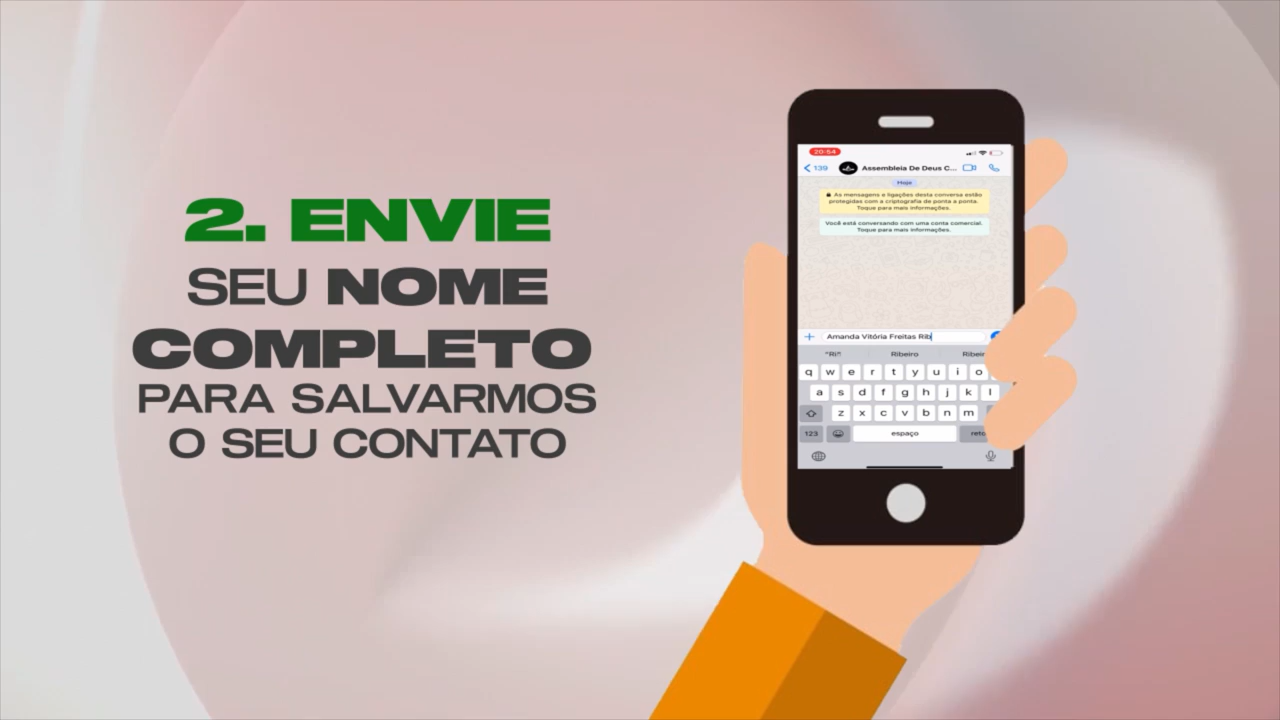 2. ENVIE
SEU NOME
COMPLETO
PARA SALVARMOS
O SEU CONTATO
20:54
139
Assembleia De Deus C...
Hoje
As mensagens e ligações desta conversa estão
protegidas com a criptografia de ponta a ponta.
Toque para mais informações.
Você está conversando com uma conta comercial.
Toque para mais informações.
Amanda Vitória Freitas Rib
Ribeiro
q w e r t y u i o
a s d f g h j k l
z x c v b n m
123
espaço